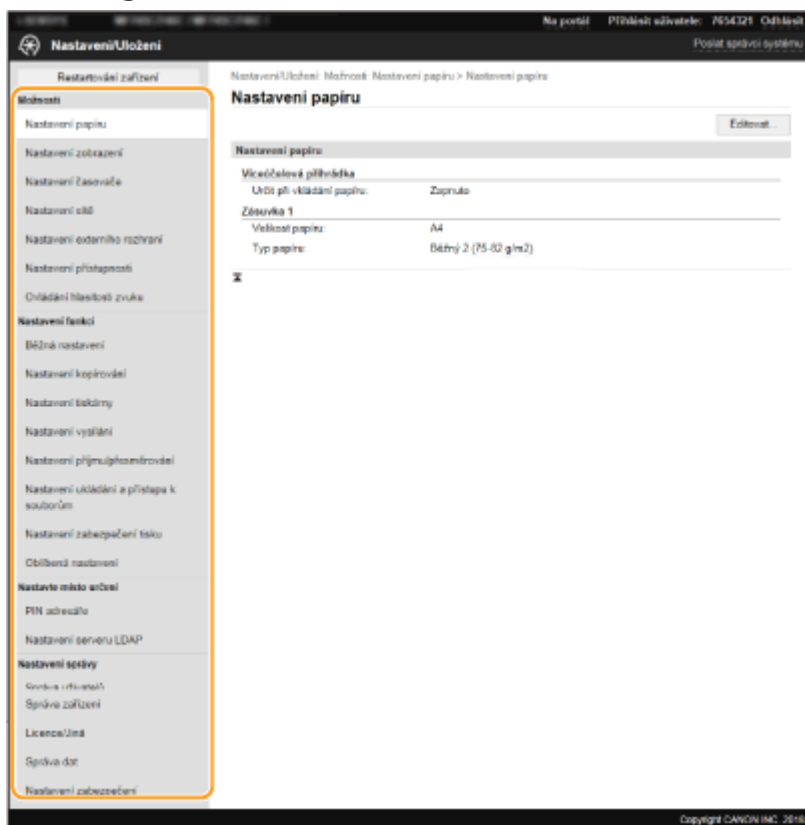 Na portál Přihlásit uživatele: 7654321 Odhlásit
Nastavení/Uložení
Poslat správci systému
Restartování zařízení
Nastavení/Uložení: Možnosti: Nastavení papíru > Nastavení papíru
Možnosti
Nastavení papíru
Nastavení papíru
Editovat...
Nastavení zobrazení
Nastavení papíru
Víceúčelová přihrádka
Nastavení časovače
Určit při vkládání papíru: Zapnuto
Nastavení sítě
Zásuvka 1
Velikost papíru: A4
Nastavení externího rozhraní
Typ papíru: Běžný 2 (75-82 g/m2)
Nastavení přístupnosti
Ovládání hlasitosti zvuku
Nastavení funkcí
Běžná nastavení
Nastavení kopírování
Nastavení tiskárny
Nastavení vysílání
Nastavení příjmu/přesměrování
Nastavení ukládání a přístupu k
souborům
Nastavení zabezpečení tisku
Oblíbená nastavení
Nastavte místo určení
PIN adresáře
Nastavení serveru LDAP
Nastavení správy
Správa uživatelů
Správa zařízení
Licence/Jiná
Správa dat
Nastavení zabezpečení
Copyright CANON INC. 2018